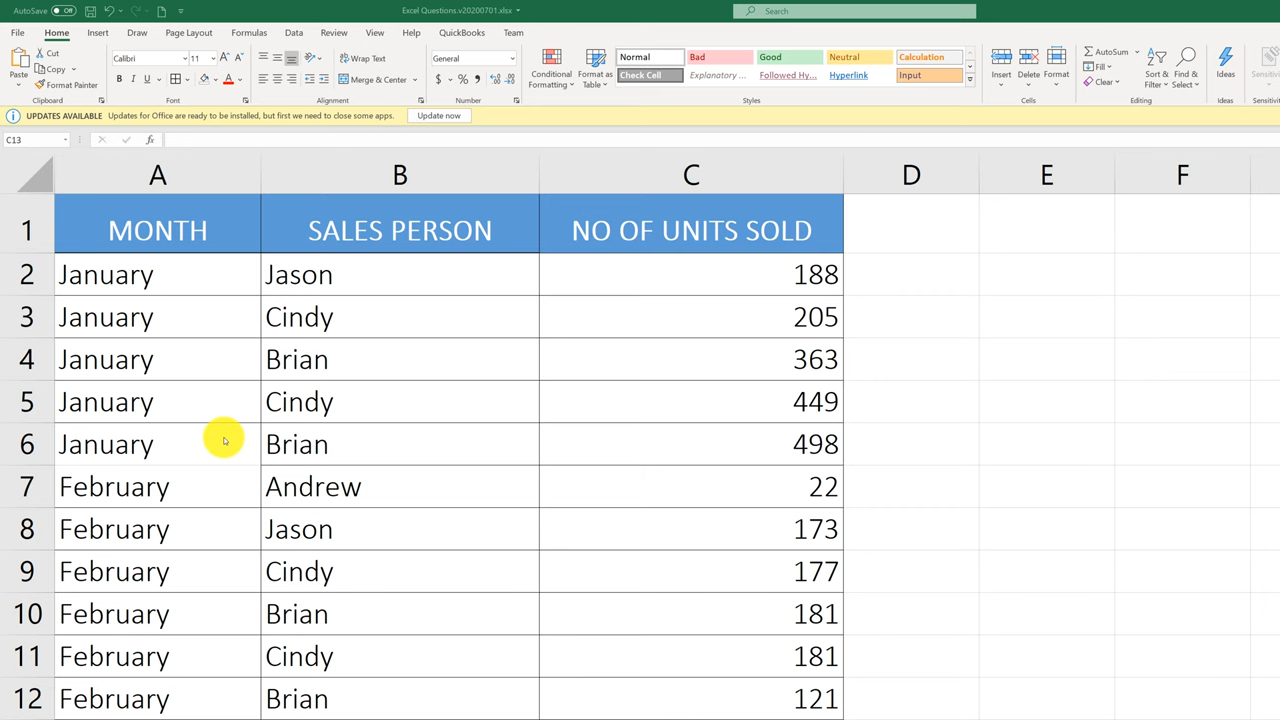 AutoSave Off Excel Questions.v20200701.xlsx Search
File Home Insert Draw Page Layout Formulas Data Review View Help QuickBooks Team
Paste Cut Copy Format Painter Clipboard
Calibri 11 B I U A Font
ab Wrap Text Merge & Center Alignment
General $ % Number
Conditional Formatting Format as Table
Normal Bad Good Neutral Calculation
Check Cell Explanatory ... Followed Hy... Hyperlink Input
Styles
Insert Delete Format Cells
AutoSum Fill Clear Sort & Filter Find & Select Editing
Ideas Ideas
Sensitiv Sensitiv
UPDATES AVAILABLE Updates for Office are ready to be installed, but first we need to close some apps. Update now
C13 fx
A B C D E F
1 MONTH SALES PERSON NO OF UNITS SOLD
2 January Jason 188
3 January Cindy 205
4 January Brian 363
5 January Cindy 449
6 January Brian 498
7 February Andrew 22
8 February Jason 173
9 February Cindy 177
10 February Brian 181
11 February Cindy 181
12 February Brian 121